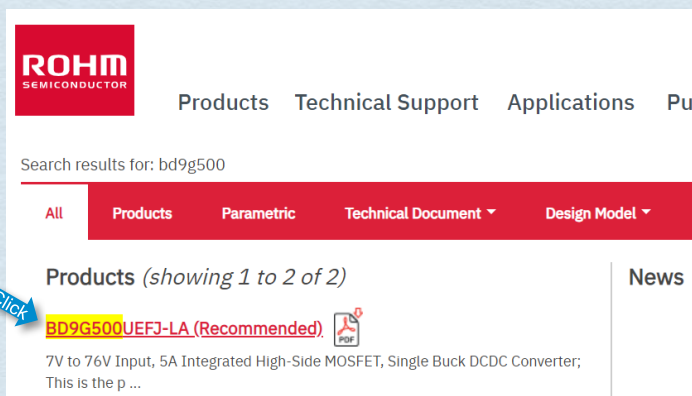 ROHM
SEMICONDUCTOR
Products Technical Support Applications Pu
Search results for: bd9g500
All Products Parametric Technical Document Design Model
Products (showing 1 to 2 of 2)
News
Click
BD9G500UEFJ-LA (Recommended)
PDF
7V to 76V Input, 5A Integrated High-Side MOSFET, Single Buck DCDC Converter;
This is the p ...